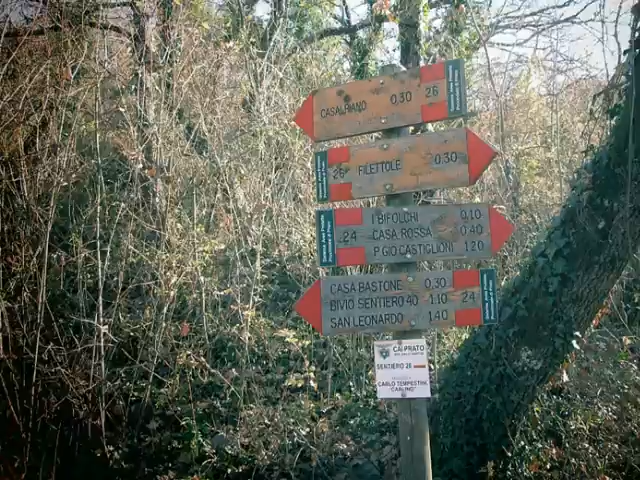 CASALPIANO 0.30 26
26 FILETTOLE 0.30
24
I BIFOLCHI 0.10
CASA ROSSA 0.40
P. GIO CASTIGLIONI 1.20
CASA BASTONE 0.30
BIVIO SENTIERO 40 1.10
SAN LEONARDO 1.40
24
CAI PRATO
SENTIERO 26
CARLO TEMPESTINI